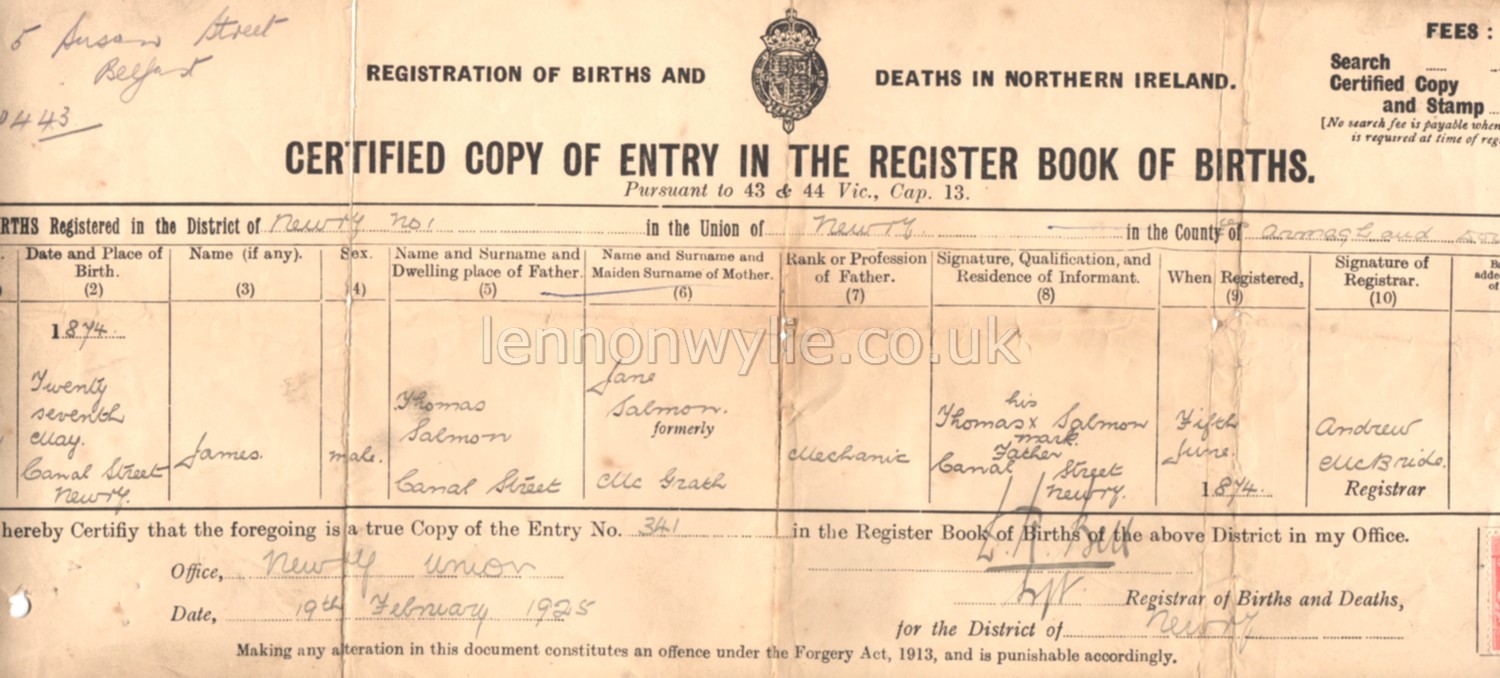 5 Susan Street
Belfast
443
REGISTRATION OF BIRTHS AND DEATHS IN NORTHERN IRELAND.
FEES :
Search
Certified Copy
and Stamp
[No search fee is payable when
is required at time of reg
CERTIFIED COPY OF ENTRY IN THE REGISTER BOOK OF BIRTHS.
Pursuant to 43 & 44 Vic., Cap. 13.
RTHS Registered in the District of Newry No 1 in the Union of Newry in the County of Armagh and
Date and Place of Birth. (2)
Name (if any). (3)
Sex. (4)
Name and Surname and Dwelling place of Father. (5)
Name and Surname and Maiden Surname of Mother. (6)
Rank or Profession of Father. (7)
Signature, Qualification, and Residence of Informant. (8)
When Registered, (9)
Signature of Registrar. (10)
1874.
Twenty
seventh
May.
Canal Street
Newry.
James.
male.
Thomas
Salmon
Canal Street
Jane
Salmon.
formerly
Mc Grath
Mechanic
his
Thomas x Salmon
mark.
Father
Canal Street
Newry.
Fifth
June.
1874.
Andrew
McBride.
Registrar
lennonwylie.co.uk
hereby Certifiy that the foregoing is a true Copy of the Entry No. 341 in the Register Book of Births of the above District in my Office.
Office, Newry Union
Date, 19th February 1925
Registrar of Births and Deaths,
for the District of Newry
Making any alteration in this document constitutes an offence under the Forgery Act, 1913, and is punishable accordingly.